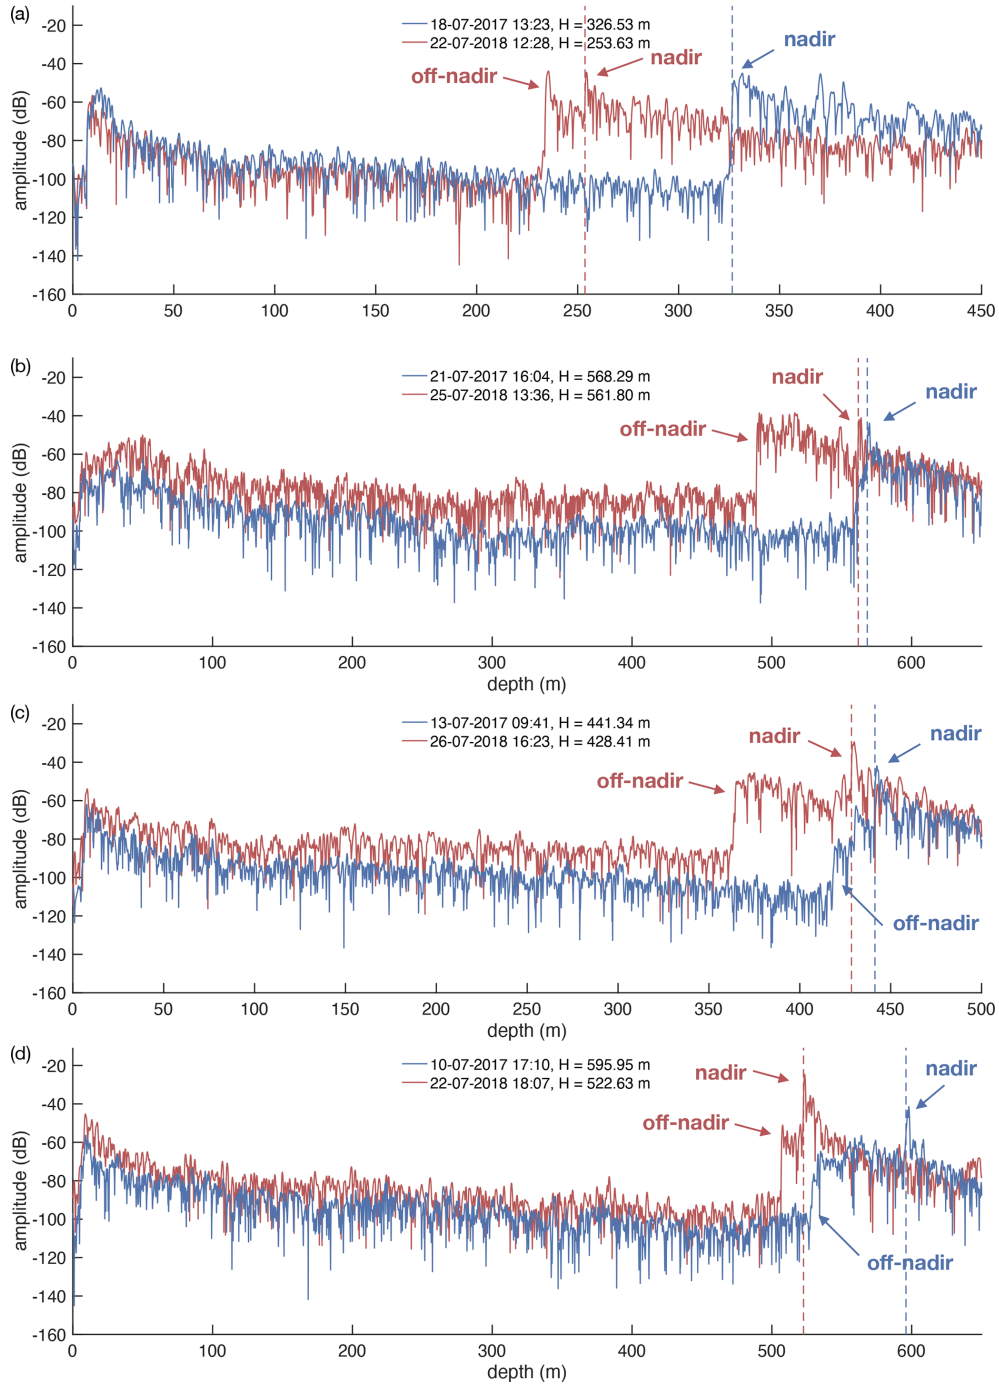 (a)
-20
-40
-60
-80
-100
-120
-140
-160
amplitude (dB)
18-07-2017 13:23, H = 326.53 m
22-07-2018 12:28, H = 253.63 m
off-nadir
nadir
nadir
0 50 100 150 200 250 300 350 400 450
(b)
-20
-40
-60
-80
-100
-120
-140
-160
amplitude (dB)
21-07-2017 16:04, H = 568.29 m
25-07-2018 13:36, H = 561.80 m
off-nadir
nadir
nadir
0 100 200 300 400 500 600
depth (m)
(c)
-20
-40
-60
-80
-100
-120
-140
-160
amplitude (dB)
13-07-2017 09:41, H = 441.34 m
26-07-2018 16:23, H = 428.41 m
off-nadir
nadir
nadir
off-nadir
0 50 100 150 200 250 300 350 400 450 500
depth (m)
(d)
-20
-40
-60
-80
-100
-120
-140
-160
amplitude (dB)
10-07-2017 17:10, H = 595.95 m
22-07-2018 18:07, H = 522.63 m
nadir
off-nadir
nadir
off-nadir
0 100 200 300 400 500 600
depth (m)